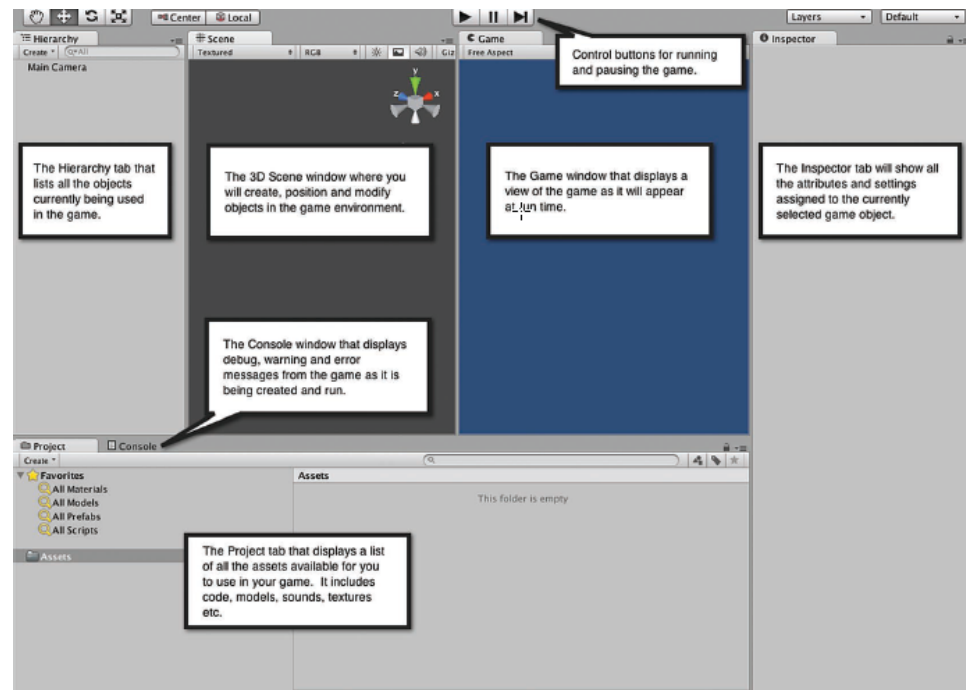 Center Local Layers Default
Hierarchy Scene Game Inspector
Create All Textured RGB Giz Free Aspect
Main Camera
Control buttons for running
and pausing the game.
y
z x
The Hierarchy tab that
lists all the objects
currently being used
in the game.
The 3D Scene window where you
will create, position and modify
objects in the game environment.
The Game window that displays a
view of the game as it will appear
at run time.
The Inspector tab will show all
the attributes and settings
assigned to the currently
selected game object.
The Console window that displays
debug, warning and error
messages from the game as it is
being created and run.
Project Console
Create
Favorites
All Materials
All Models
All Prefabs
All Scripts
Assets
Assets
This folder is empty
The Project tab that displays a list
of all the assets available for you
to use in your game. It includes
code, models, sounds, textures
etc.